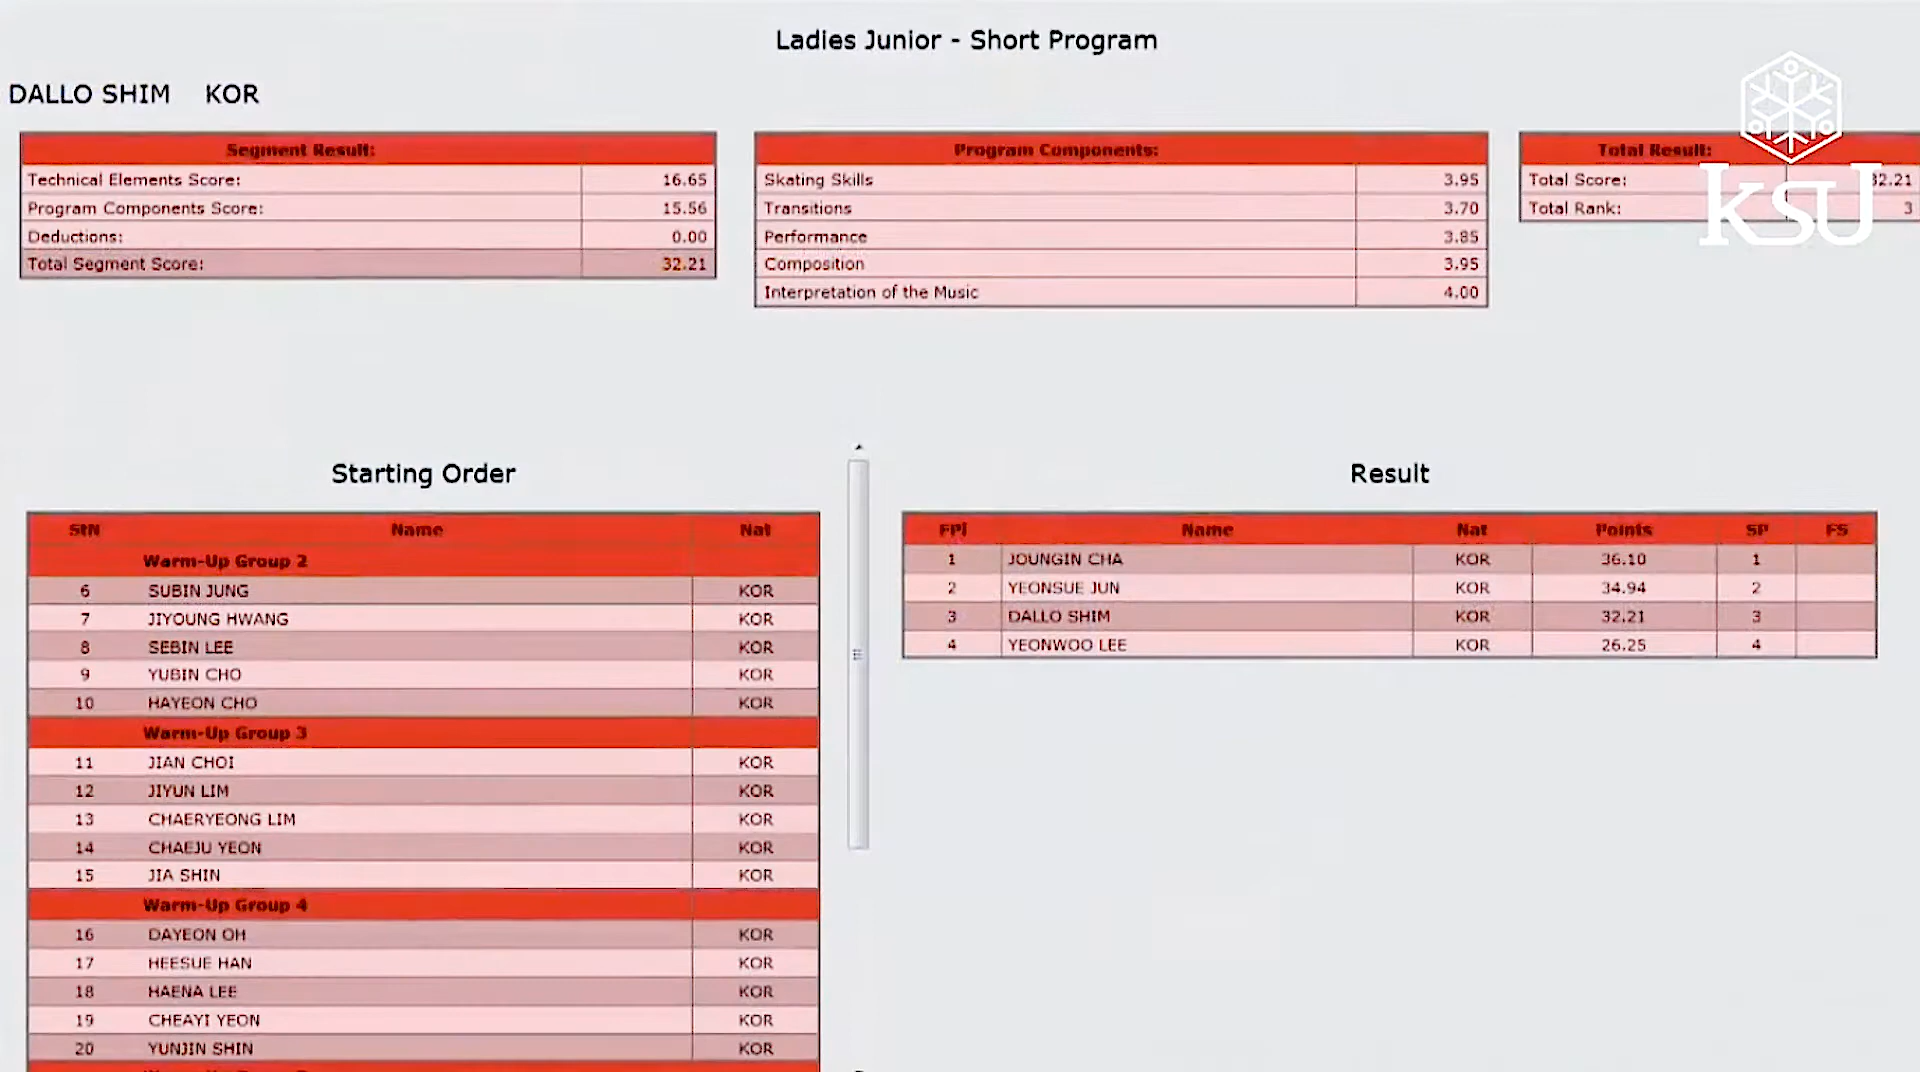 Ladies Junior - Short Program
DALLO SHIM KOR
Segment Result:
Technical Elements Score: 16.65
Program Components Score: 15.56
Deductions: 0.00
Total Segment Score: 32.21
Program Components:
Skating Skills 3.95
Transitions 3.70
Performance 3.85
Composition 3.95
Interpretation of the Music 4.00
Total Result:
Total Score: 32.21
Total Rank: 3
KSU
Starting Order
StN Name Nat
Warm-Up Group 2
6 SUBIN JUNG KOR
7 JIYOUNG HWANG KOR
8 SEBIN LEE KOR
9 YUBIN CHO KOR
10 HAYEON CHO KOR
Warm-Up Group 3
11 JIAN CHOI KOR
12 JIYUN LIM KOR
13 CHAERYEONG LIM KOR
14 CHAEJU YEON KOR
15 JIA SHIN KOR
Warm-Up Group 4
16 DAYEON OH KOR
17 HEESUE HAN KOR
18 HAENA LEE KOR
19 CHEAYI YEON KOR
20 YUNJIN SHIN KOR
Result
FPl Name Nat Points SP FS
1 JOUNGIN CHA KOR 36.10 1
2 YEONSUE JUN KOR 34.94 2
3 DALLO SHIM KOR 32.21 3
4 YEONWOO LEE KOR 26.25 4